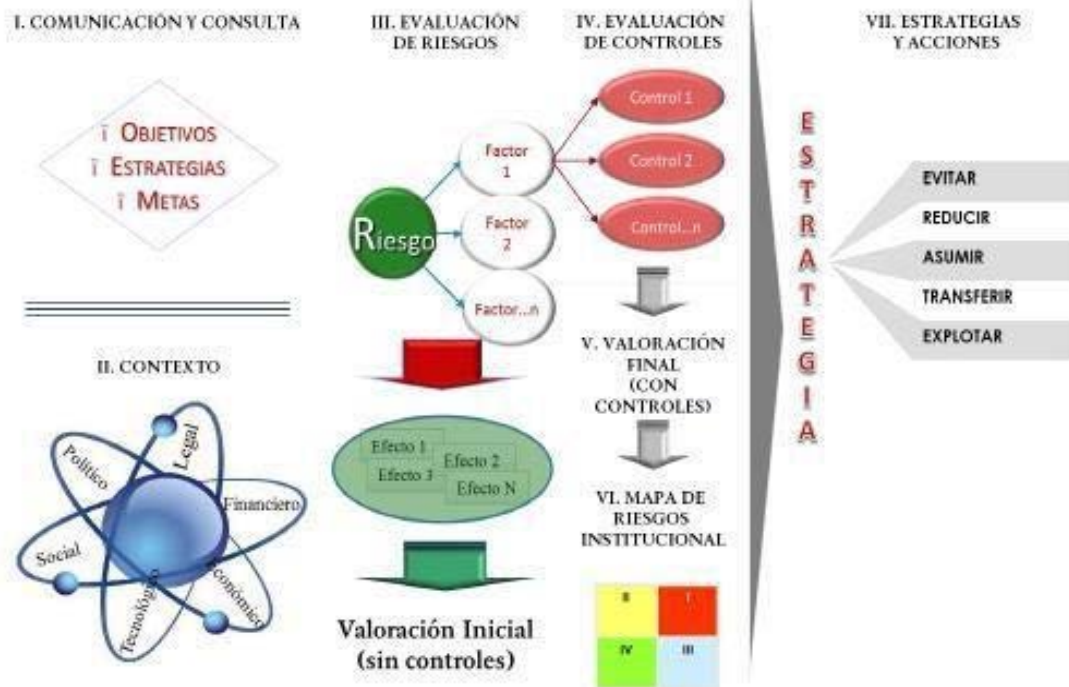 I. COMUNICACIÓN Y CONSULTA
ï OBJETIVOS
ï ESTRATEGIAS
ï METAS
II. CONTEXTO
Político
Legal
Financiero
Económico
Tecnológico
Social
III. EVALUACIÓN
DE RIESGOS
Riesgo
Factor
1
Factor
2
Factor...n
Efecto 1
Efecto 2
Efecto 3
Efecto N
Valoración Inicial
(sin controles)
IV. EVALUACIÓN
DE CONTROLES
Control 1
Control 2
Control...n
V. VALORACIÓN
FINAL
(CON
CONTROLES)
VI. MAPA DE
RIESGOS
INSTITUCIONAL
II
I
IV
III
ESTRATEGIA
VII. ESTRATEGIAS
Y ACCIONES
EVITAR
REDUCIR
ASUMIR
TRANSFERIR
EXPLOTAR